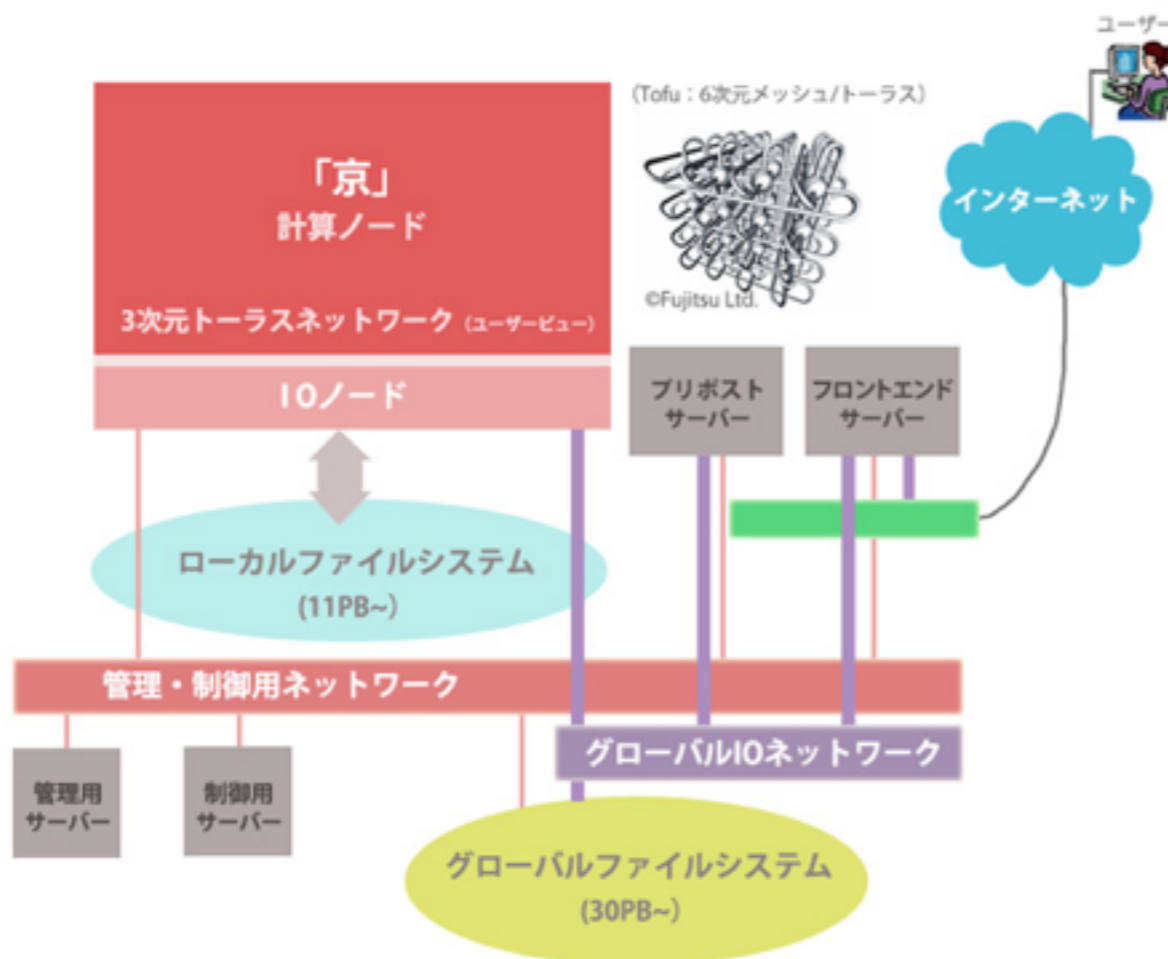 ユーザー
(Tofu：6次元メッシュ/トーラス)
「京」
計算ノード
3次元トーラスネットワーク (ユーザービュー)
IOノード
©Fujitsu Ltd.
インターネット
プリポスト
サーバー
フロントエンド
サーバー
ローカルファイルシステム
(11PB~)
管理・制御用ネットワーク
グローバルIOネットワーク
管理用
サーバー
制御用
サーバー
グローバルファイルシステム
(30PB~)